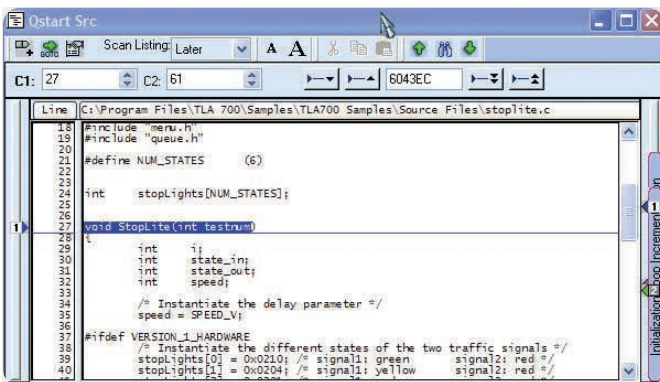 Qstart Src
GOTO Scan Listing: Later A A
C1: 27 C2: 61 6043EC
Line C:\Program Files\TLA 700\Samples\TLA700 Samples\Source Files\stoplite.c
18 #include "menu.h"
19 #include "queue.h"
20
21 #define NUM_STATES (6)
22
23
24 int stopLights[NUM_STATES];
25
26
1 27 void StopLite(int testnum) 1
28 {
29 int i;
30 int state_in;
31 int state_out;
32 int speed; 2
33
34 /* Instantiate the delay parameter */
35 speed = SPEED_V;
36
37 #ifdef VERSION_1_HARDWARE
38 /* Instantiate the different states of the two traffic signals */
39 stopLights[0] = 0x0210; /* signal1: green signal2: red */
40 stopLights[1] = 0x0204; /* signal1: yellow signal2: red */
Initialization Loop Increment